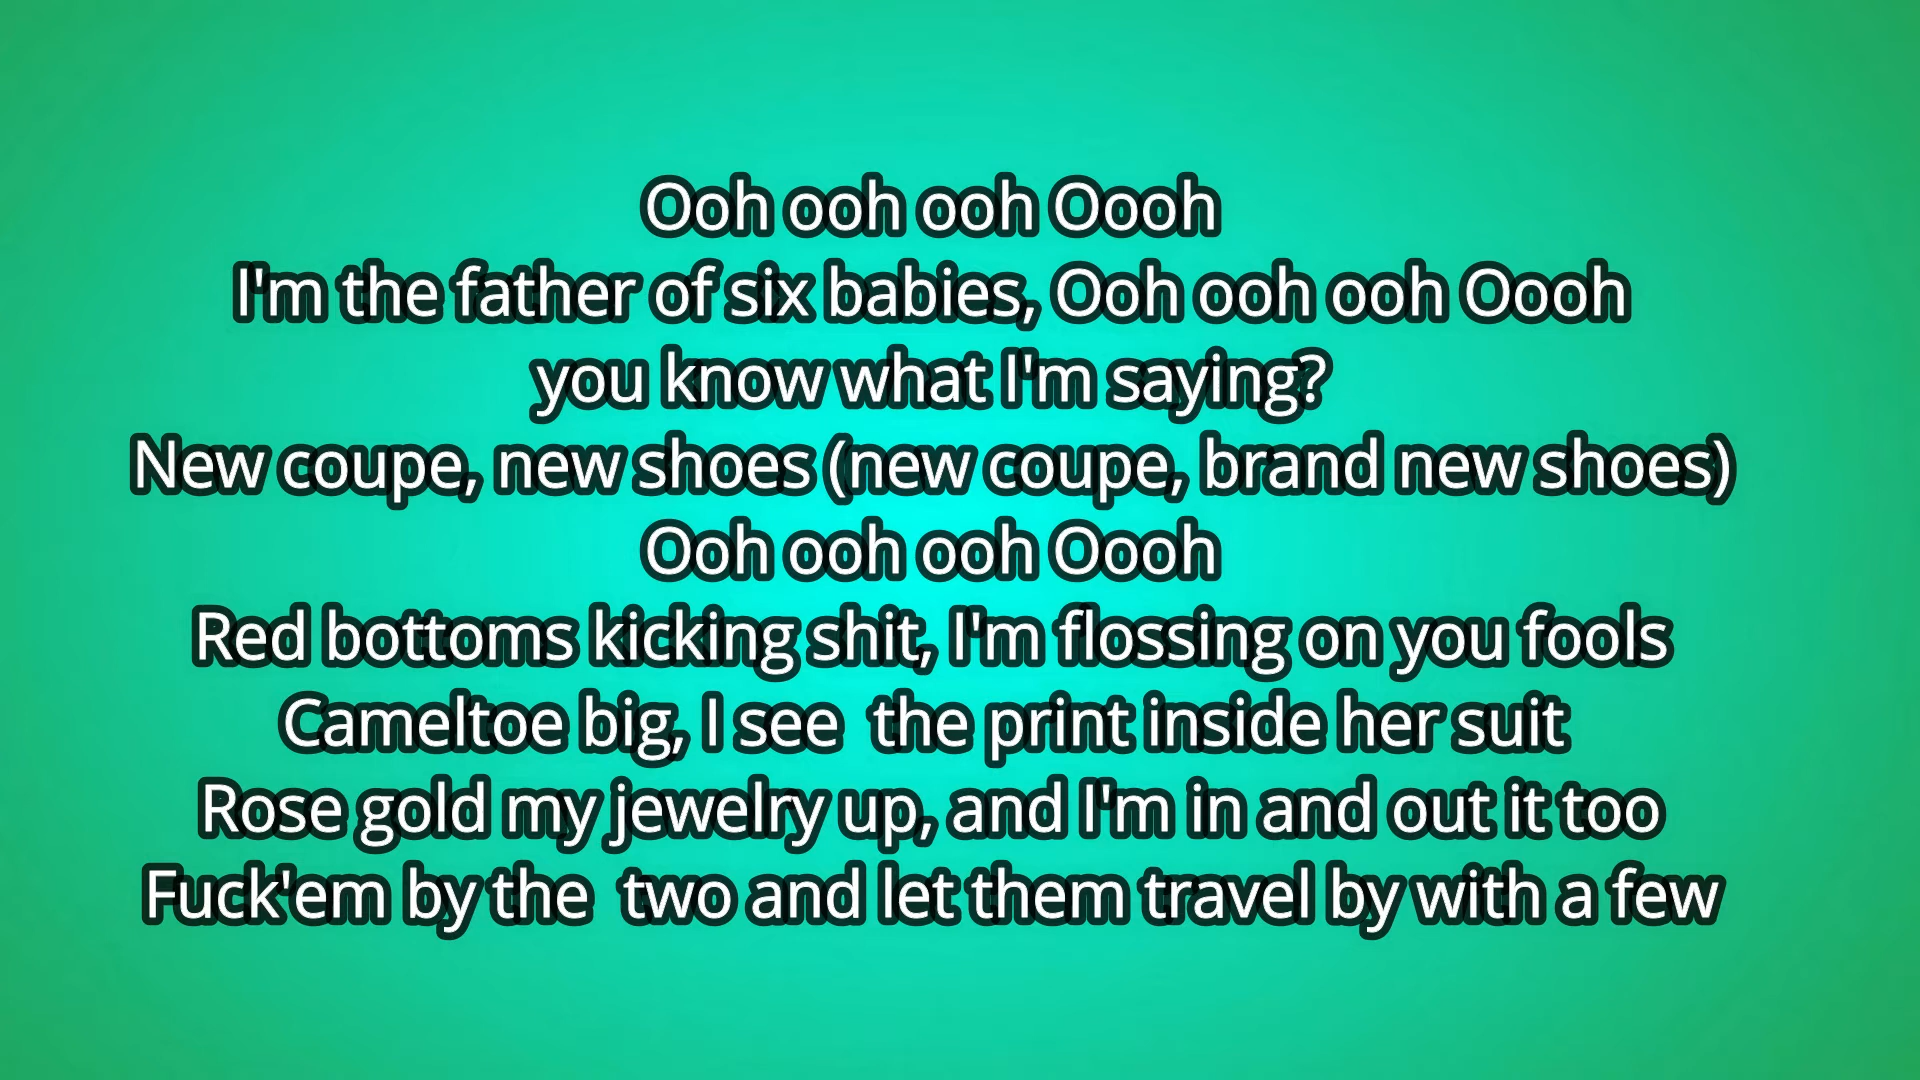 Ooh ooh ooh Oooh
I'm the father of six babies, Ooh ooh ooh Oooh
you know what I'm saying?
New coupe, new shoes (new coupe, brand new shoes)
Ooh ooh ooh Oooh
Red bottoms kicking shit, I'm flossing on you fools
Cameltoe big, I see  the print inside her suit
Rose gold my jewelry up, and I'm in and out it too
Fuck'em by the  two and let them travel by with a few